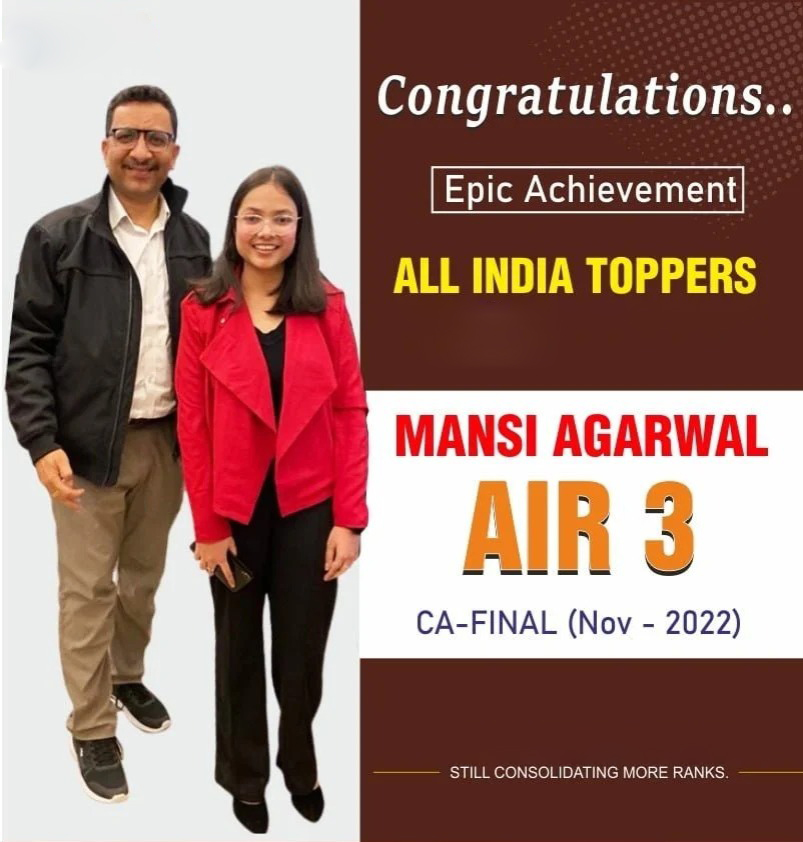 Congratulations..
Epic Achievement
ALL INDIA TOPPERS
MANSI AGARWAL
AIR 3
CA-FINAL (Nov - 2022)
STILL CONSOLIDATING MORE RANKS.